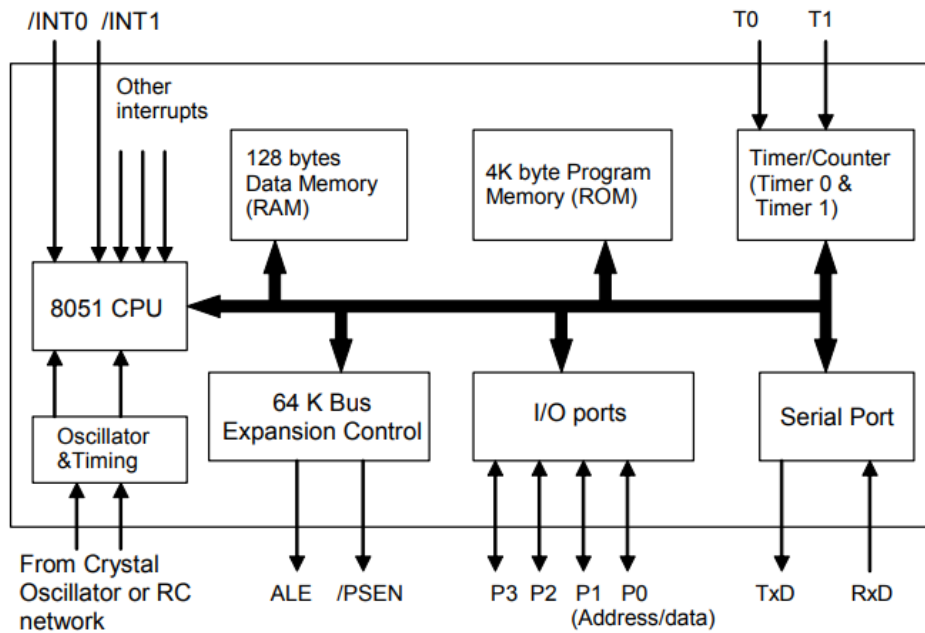 /INT0 /INT1
T0 T1
Other
interrupts
128 bytes
Data Memory
(RAM)
4K byte Program
Memory (ROM)
Timer/Counter
(Timer 0 &
Timer 1)
8051 CPU
64 K Bus
Expansion Control
I/O ports
Serial Port
Oscillator
&Timing
From Crystal
Oscillator or RC
network
ALE /PSEN
P3 P2 P1 P0
(Address/data)
TxD RxD